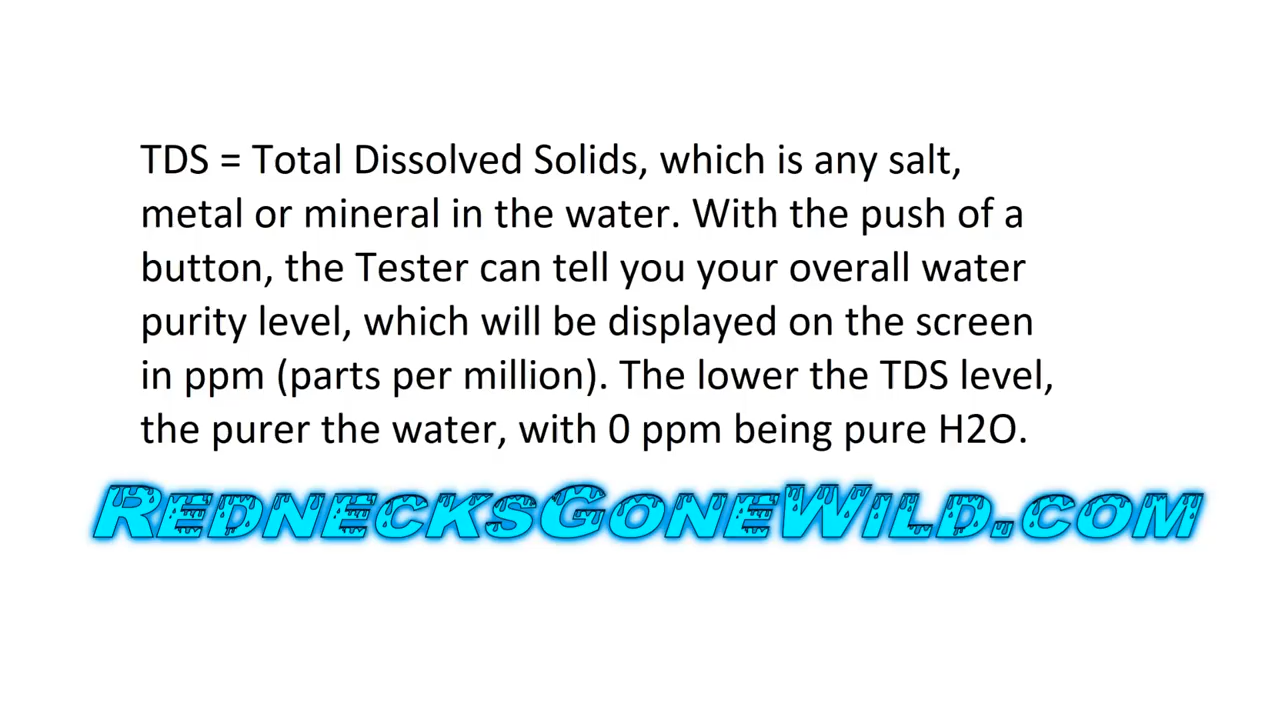 TDS = Total Dissolved Solids, which is any salt,
metal or mineral in the water. With the push of a
button, the Tester can tell you your overall water
purity level, which will be displayed on the screen
in ppm (parts per million). The lower the TDS level,
the purer the water, with 0 ppm being pure H2O.
RednecksGoneWild.com